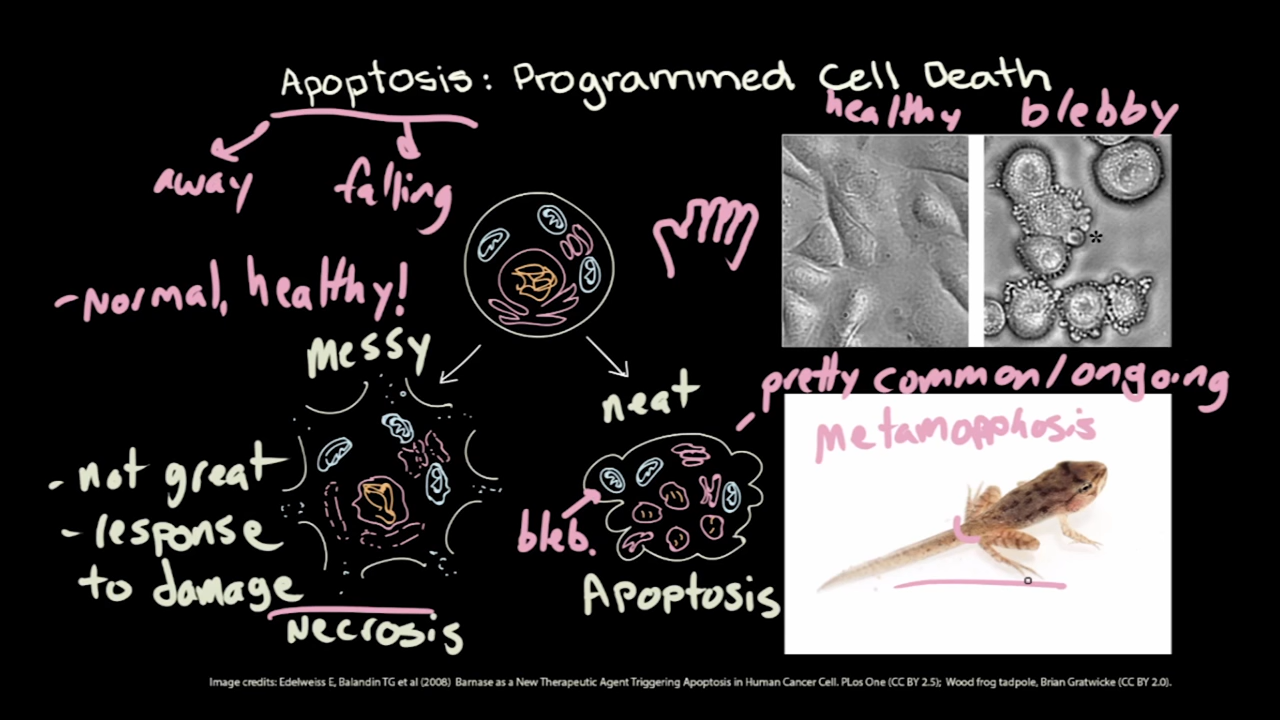 Apoptosis: Programmed Cell Death
healthy
blebby
away
falling
*
- Normal, healthy!
Messy
neat
pretty common/ongoing
metamopphosis
- not great
- response
to damage
bleb.
Apoptosis
Necrosis
Image credits: Edelweiss E, Balandin TG et al (2008) Barnase as a New Therapeutic Agent Triggering Apoptosis in Human Cancer Cell. PLos One (CC BY 2.5); Wood frog tadpole, Brian Gratwicke (CC BY 2.0).